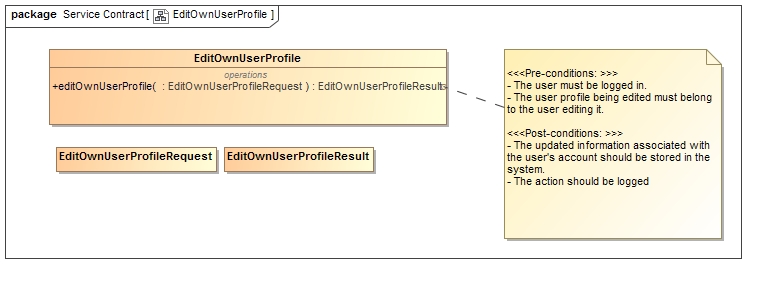 package Service Contract [ EditOwnUserProfile ]
EditOwnUserProfile
operations
+editOwnUserProfile( : EditOwnUserProfileRequest ) : EditOwnUserProfileResult
EditOwnUserProfileRequest
EditOwnUserProfileResult
<<<Pre-conditions: >>>
- The user must be logged in.
- The user profile being edited must belong
to the user editing it.
<<<Post-conditions: >>>
- The updated information associated with
the user's account should be stored in the
system.
- The action should be logged